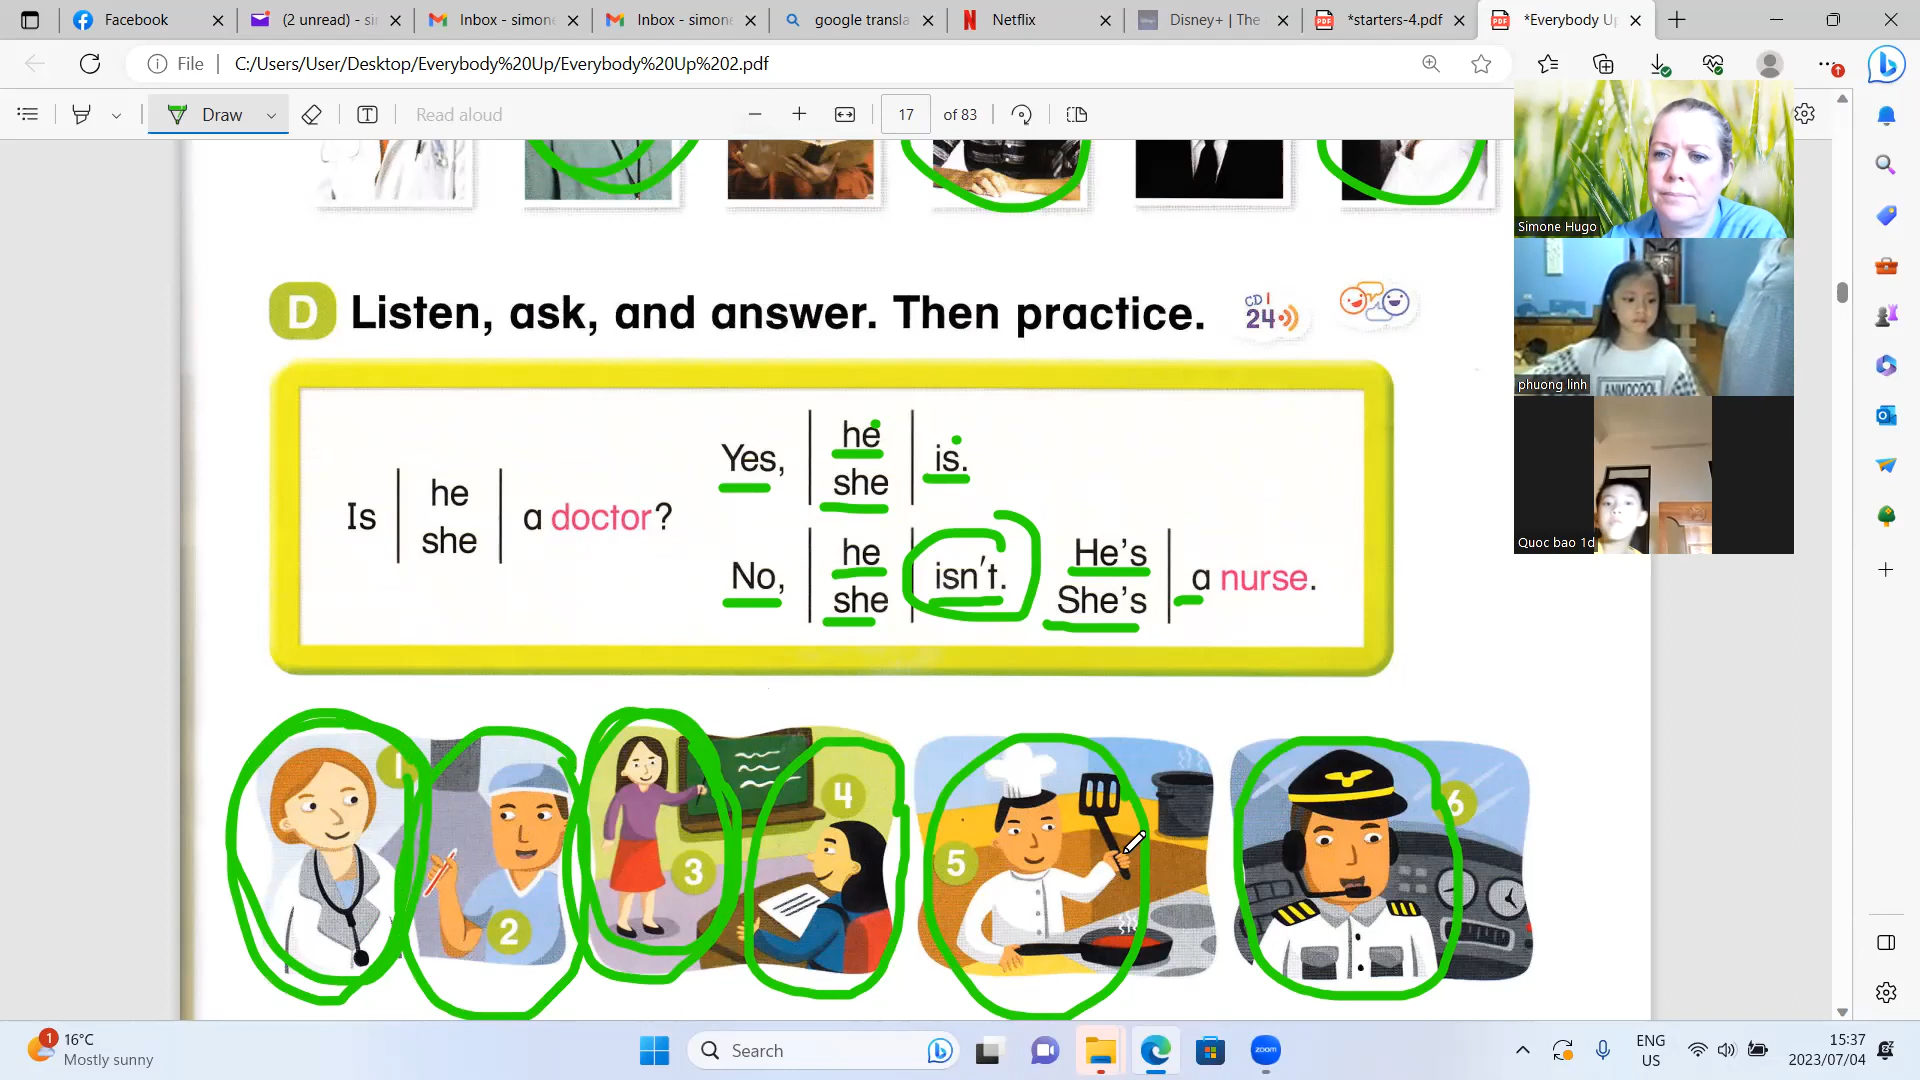 Facebook
(2 unread) - si
Inbox - simon
Inbox - simon
google transla
Netflix
Disney+ | The
*starters-4.pdf
*Everybody Up
File
C:/Users/User/Desktop/Everybody%20Up/Everybody%20Up%202.pdf
Draw
Read aloud
17
of 83
D Listen, ask, and answer. Then practice.
CD 1
24
Is
he
she
a doctor?
Yes,
he
she
is.
No,
he
she
isn't.
He's
She's
a nurse.
1
2
3
4
5
6
Simone Hugo
phuong linh
ANMOCOOL
Quoc bao 1d
1
16°C
Mostly sunny
Search
zoom
ENG
US
15:37
2023/07/04